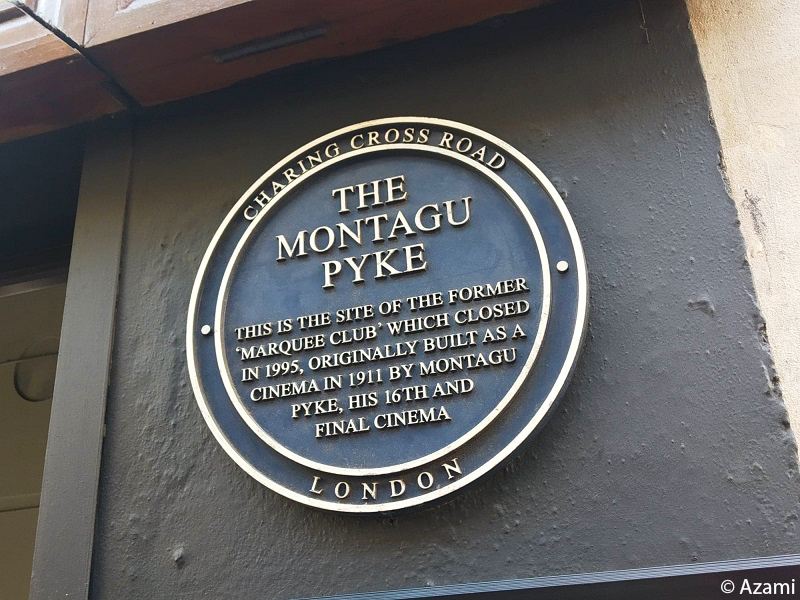 CHARING CROSS ROAD
THE
MONTAGU
PYKE
THIS IS THE SITE OF THE FORMER
'MARQUEE CLUB' WHICH CLOSED
IN 1995, ORIGINALLY BUILT AS A
CINEMA IN 1911 BY MONTAGU
PYKE, HIS 16TH AND
FINAL CINEMA
LONDON
© Azami